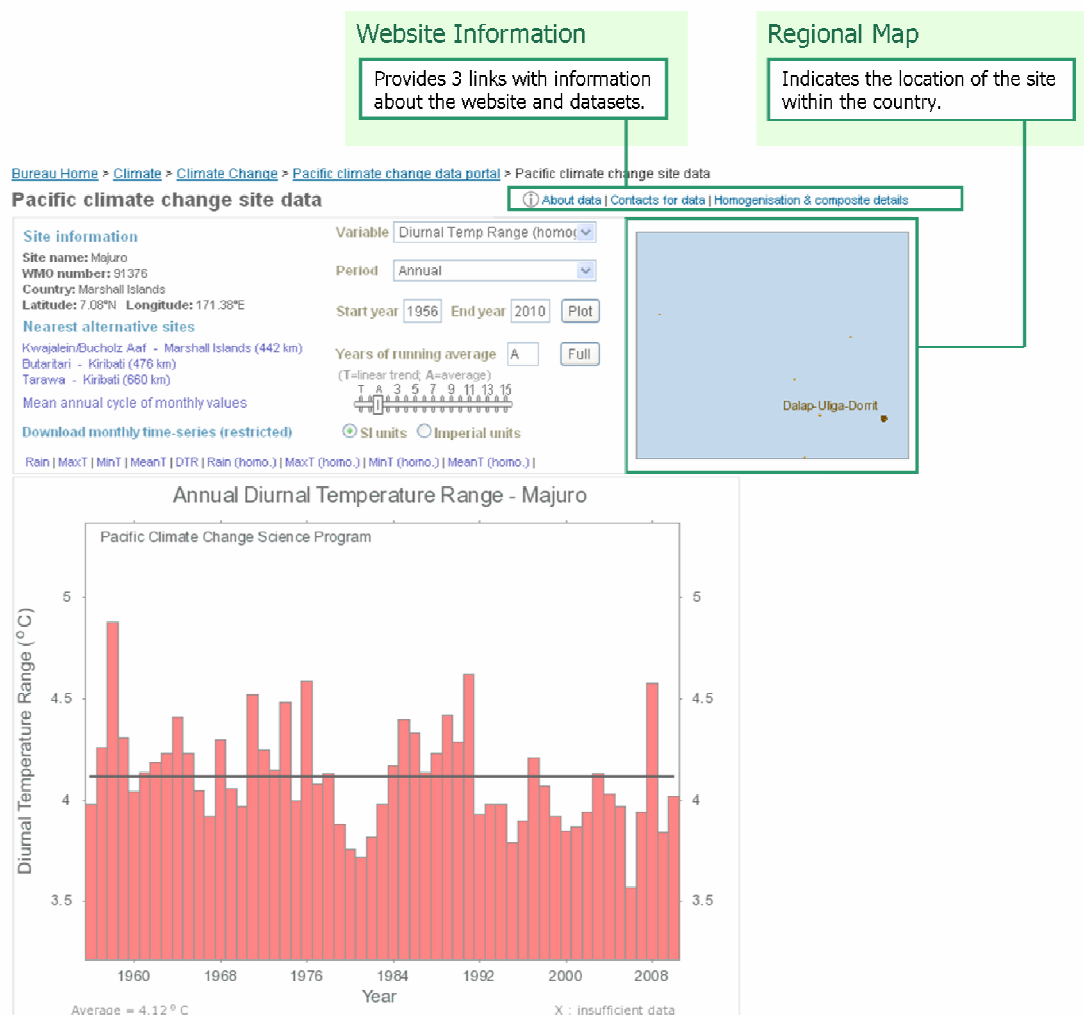 Website Information
Provides 3 links with information
about the website and datasets.
Regional Map
Indicates the location of the site
within the country.
Bureau Home > Climate > Climate Change > Pacific climate change data portal > Pacific climate change site data
Pacific climate change site data
About data | Contacts for data | Homogenisation & composite details
Site information
Site name: Majuro
WMO number: 91376
Country: Marshall Islands
Latitude: 7.08°N Longitude: 171.38°E
Nearest alternative sites
Kwajalein/Bucholz Aaf - Marshall Islands (442 km)
Butaritari - Kiribati (476 km)
Tarawa - Kiribati (660 km)
Mean annual cycle of monthly values
Download monthly time-series (restricted)
Rain | MaxT | MinT | MeanT | DTR | Rain (homo.) | MaxT (homo.) | MinT (homo.) | MeanT (homo.) |
Variable Diurnal Temp Range (homog
Period Annual
Start year 1956 End year 2010 Plot
Years of running average A Full
(T=linear trend; A=average)
T A 3 5 7 9 11 13 15
SI units Imperial units
Dalap-Uliga-Dorrit
Annual Diurnal Temperature Range - Majuro
Pacific Climate Change Science Program
Diurnal Temperature Range (°C)
5 5
4.5 4.5
4 4
3.5 3.5
1960 1968 1976 1984 1992 2000 2008
Year
Average = 4.12° C
X : insufficient data